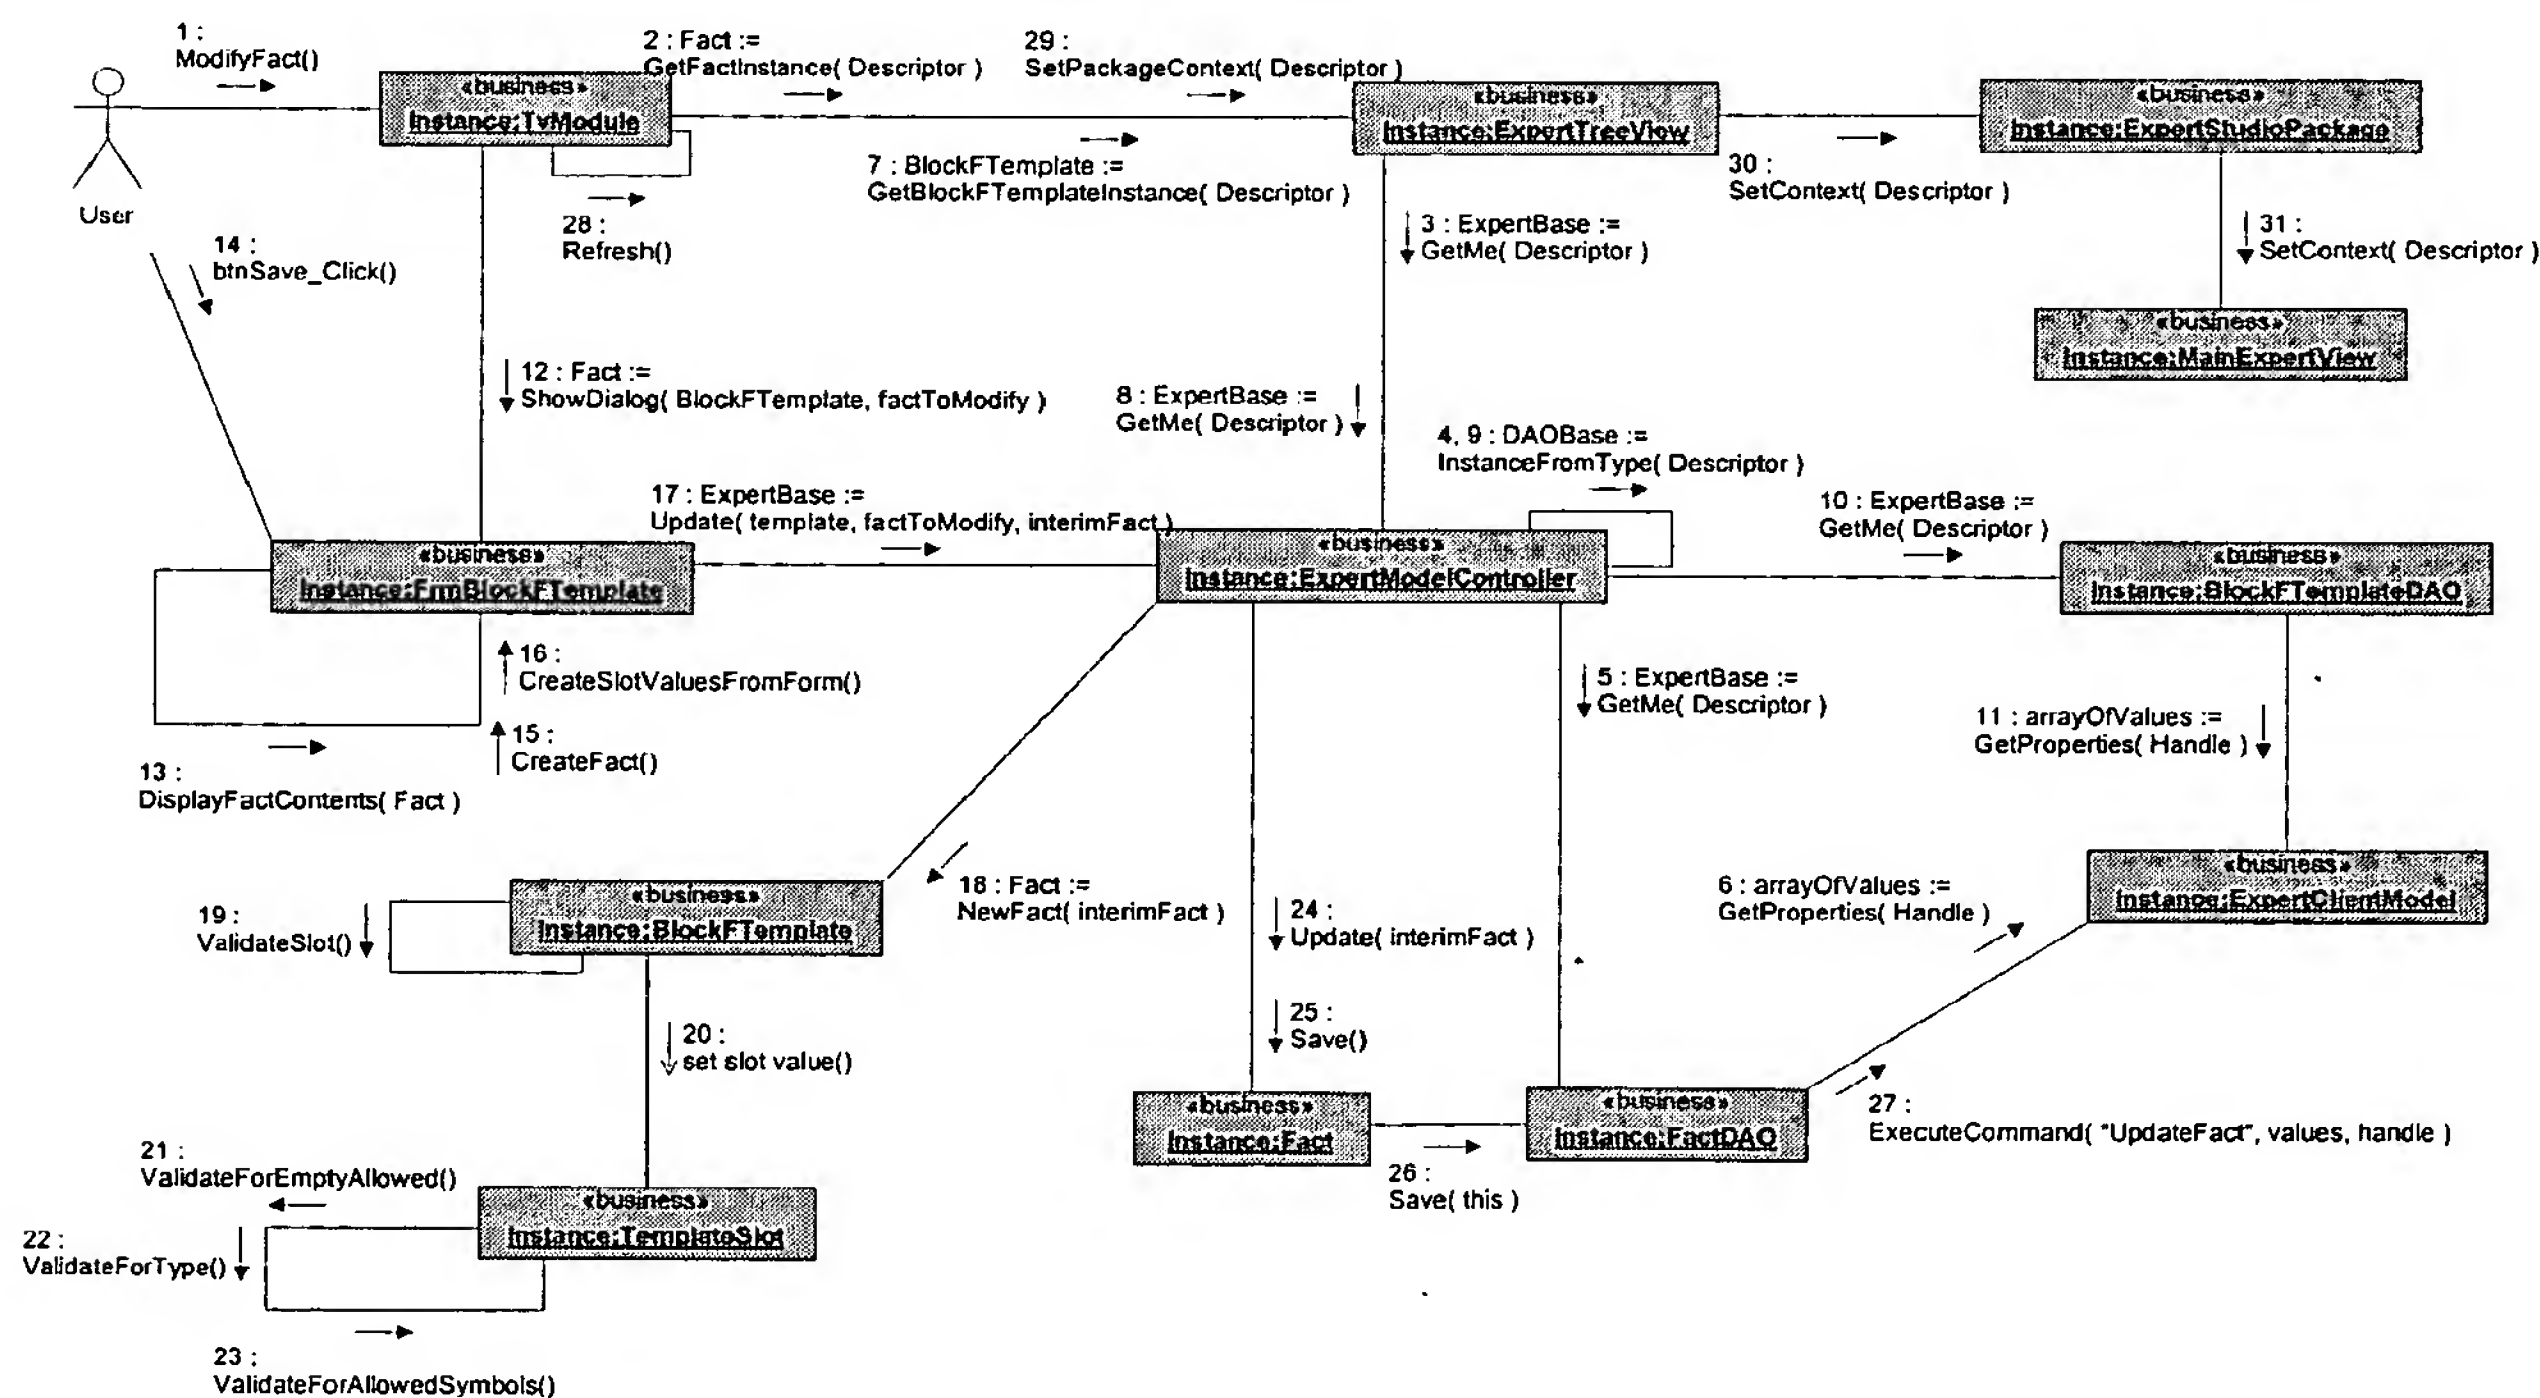 1 :
ModifyFact()
2 : Fact :=
GetFactInstance( Descriptor )
29 :
SetPackageContext( Descriptor )
«business»
Instance:TvModule
«business»
Instance:ExpertTreeView
«business»
Instance:ExpertStudioPackage
7 : BlockFTemplate :=
GetBlockFTemplateInstance( Descriptor )
30 :
SetContext( Descriptor )
User
28 :
Refresh()
3 : ExpertBase :=
GetMe( Descriptor )
31 :
SetContext( Descriptor )
14 :
btnSave_Click()
«business»
Instance:MainExpertView
12 : Fact :=
ShowDialog( BlockFTemplate, factToModify )
8 : ExpertBase :=
GetMe( Descriptor )
4, 9 : DAOBase :=
InstanceFromType( Descriptor )
17 : ExpertBase :=
Update( template, factToModify, interimFact )
10 : ExpertBase :=
GetMe( Descriptor )
«business»
Instance:FrmBlockFTemplate
«business»
Instance:ExpertModelController
«business»
Instance:BlockFTemplateDAO
16 :
CreateSlotValuesFromForm()
5 : ExpertBase :=
GetMe( Descriptor )
15 :
CreateFact()
11 : arrayOfValues :=
GetProperties( Handle )
13 :
DisplayFactContents( Fact )
«business»
Instance:BlockFTemplate
18 : Fact :=
NewFact( interimFact )
6 : arrayOfValues :=
GetProperties( Handle )
«business»
Instance:ExpertClientModel
19 :
ValidateSlot()
24 :
Update( interimFact )
20 :
set slot value()
25 :
Save()
«business»
Instance:Fact
«business»
Instance:FactDAO
27 :
ExecuteCommand( "UpdateFact", values, handle )
26 :
Save( this )
21 :
ValidateForEmptyAllowed()
«business»
Instance:TemplateSlot
22 :
ValidateForType()
23 :
ValidateForAllowedSymbols()